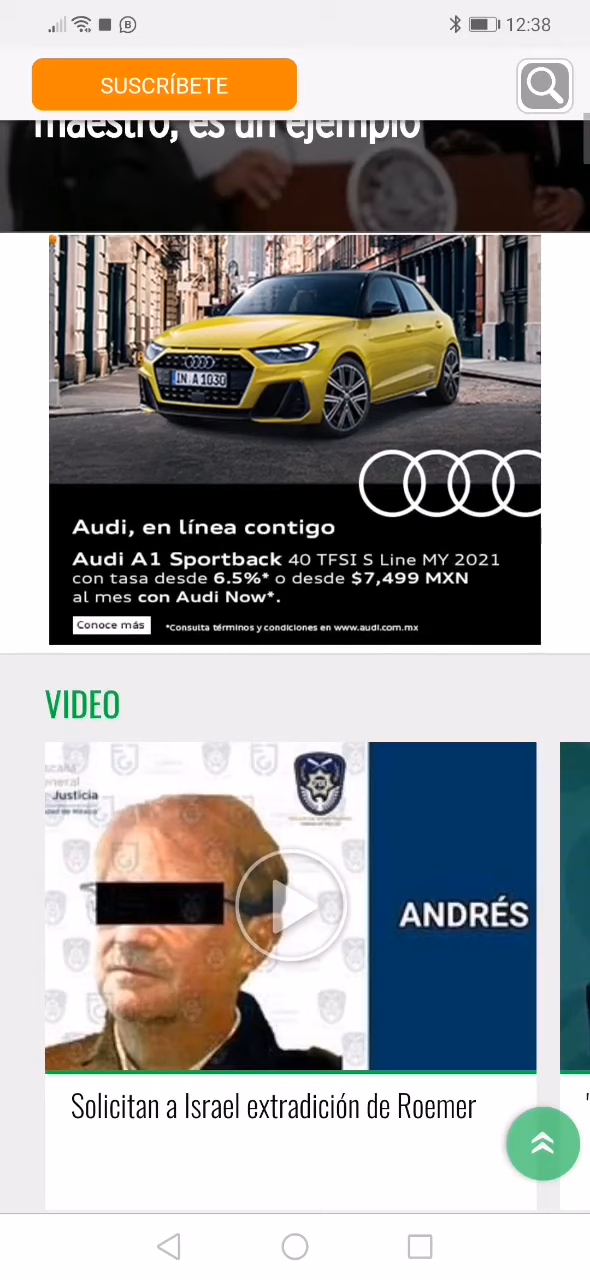 12:38
SUSCRÍBETE
maestro, es un ejemplo
IN·A 1030
Audi, en línea contigo
Audi A1 Sportback 40 TFSI S Line MY 2021
con tasa desde 6.5%* o desde $7,499 MXN
al mes con Audi Now*.
Conoce más *Consulta términos y condiciones en www.audi.com.mx
VIDEO
Justicia
ANDRÉS
Solicitan a Israel extradición de Roemer